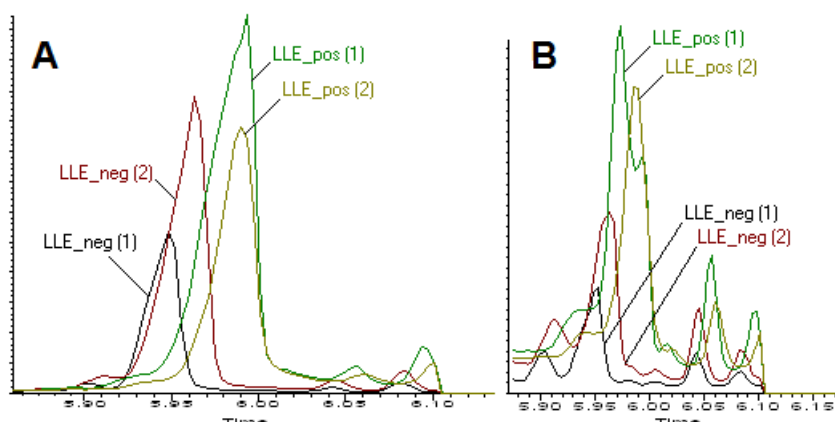 A
LLE_pos (1)
LLE_pos (2)
LLE_neg (2)
LLE_neg (1)
5.90 5.95 6.00 6.05 6.10
Time
B
LLE_pos (1)
LLE_pos (2)
LLE_neg (1)
LLE_neg (2)
5.90 5.95 6.00 6.05 6.10 6.15
Time